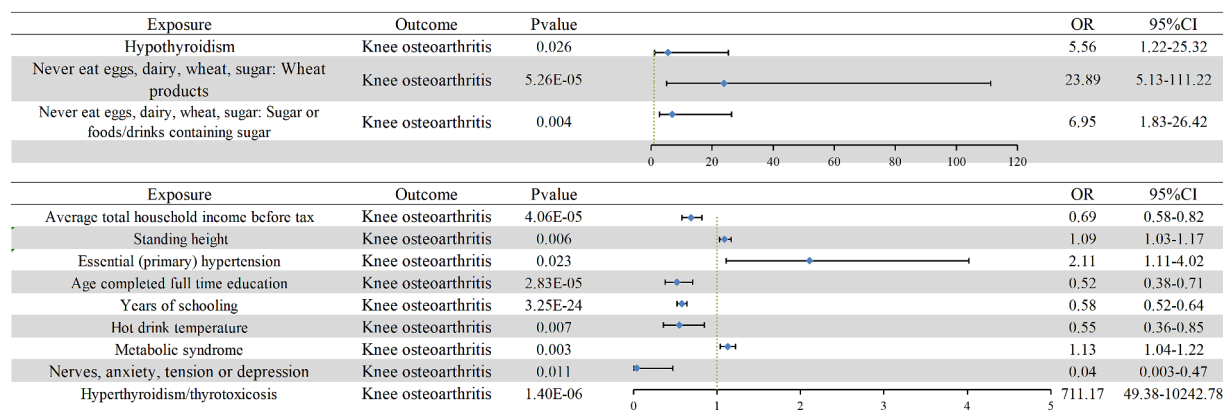 Exposure Outcome Pvalue OR 95%CI
Hypothyroidism Knee osteoarthritis 0.026 5.56 1.22-25.32
Never eat eggs, dairy, wheat, sugar: Wheat
products Knee osteoarthritis 5.26E-05 23.89 5.13-111.22
Never eat eggs, dairy, wheat, sugar: Sugar or
foods/drinks containing sugar Knee osteoarthritis 0.004 6.95 1.83-26.42
0 20 40 60 80 100 120
Exposure Outcome Pvalue OR 95%CI
Average total household income before tax Knee osteoarthritis 4.06E-05 0.69 0.58-0.82
Standing height Knee osteoarthritis 0.006 1.09 1.03-1.17
Essential (primary) hypertension Knee osteoarthritis 0.023 2.11 1.11-4.02
Age completed full time education Knee osteoarthritis 2.83E-05 0.52 0.38-0.71
Years of schooling Knee osteoarthritis 3.25E-24 0.58 0.52-0.64
Hot drink temperature Knee osteoarthritis 0.007 0.55 0.36-0.85
Metabolic syndrome Knee osteoarthritis 0.003 1.13 1.04-1.22
Nerves, anxiety, tension or depression Knee osteoarthritis 0.011 0.04 0.003-0.47
Hyperthyroidism/thyrotoxicosis Knee osteoarthritis 1.40E-06 711.17 49.38-10242.78
0 1 2 3 4 5